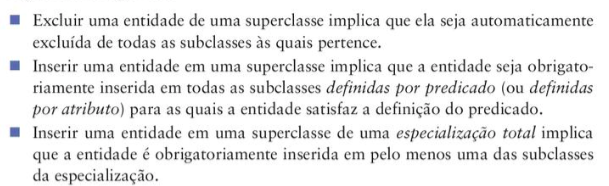 ■ Excluir uma entidade de uma superclasse implica que ela seja automaticamente
excluída de todas as subclasses às quais pertence.
■ Inserir uma entidade em uma superclasse implica que a entidade seja obrigato-
riamente inserida em todas as subclasses definidas por predicado (ou definidas
por atributo) para as quais a entidade satisfaz a definição do predicado.
■ Inserir uma entidade em uma superclasse de uma especialização total implica
que a entidade é obrigatoriamente inserida em pelo menos uma das subclasses
da especialização.